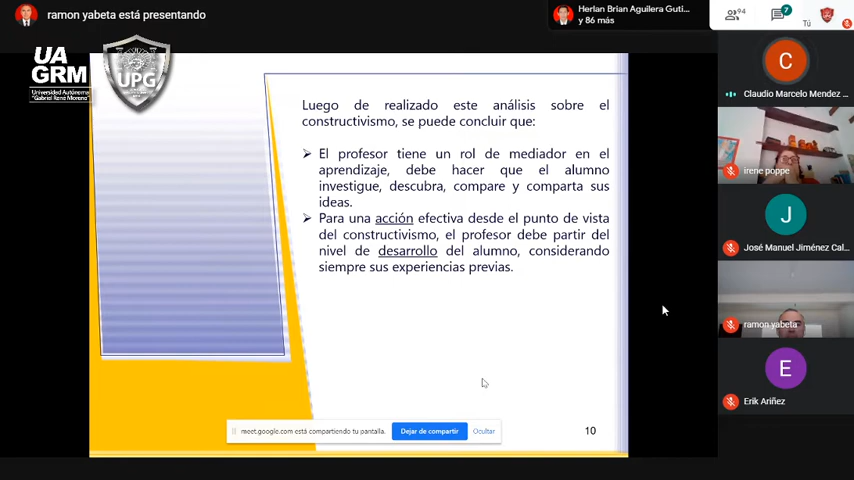 ramon yabeta está presentando
Herlan Brian Aguilera Guti...
y 86 más
94
7
Tú
UA
GRM
Universidad Autónoma
"Gabriel René Moreno"
UPG
Luego de realizado este análisis sobre el
constructivismo, se puede concluir que:
El profesor tiene un rol de mediador en el
aprendizaje, debe hacer que el alumno
investigue, descubra, compare y comparta sus
ideas.
Para una acción efectiva desde el punto de vista
del constructivismo, el profesor debe partir del
nivel de desarrollo del alumno, considerando
siempre sus experiencias previas.
meet.google.com está compartiendo tu pantalla.
Dejar de compartir
Ocultar
10
C
Claudio Marcelo Mendez ...
irene poppe
J
José Manuel Jiménez Cal...
ramon yabeta
E
Erik Ariñez